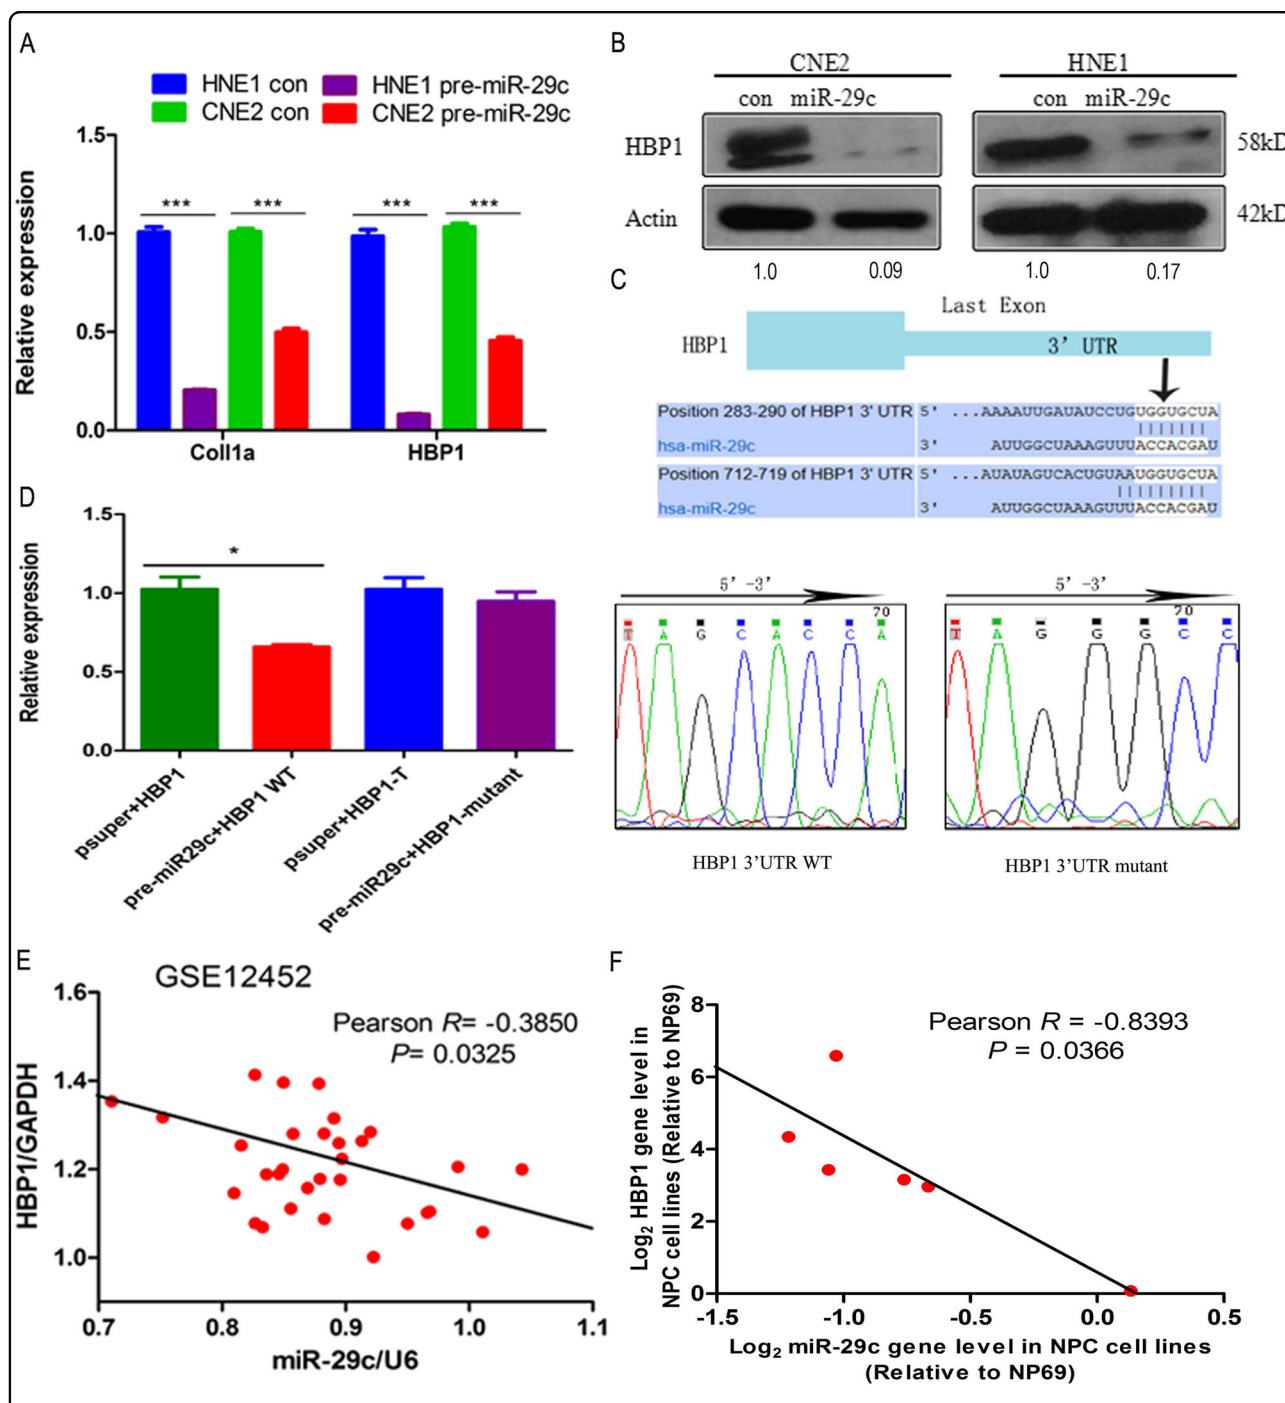 A
HNE1 con HNE1 pre-miR-29c
CNE2 con CNE2 pre-miR-29c
Relative expression
1.5
1.0
0.5
0.0
*** *** *** ***
Coll1a HBP1
B
CNE2 HNE1
con miR-29c con miR-29c
HBP1 58kD
Actin 42kD
1.0 0.09 1.0 0.17
C
Last Exon
HBP1 3' UTR
Position 283-290 of HBP1 3' UTR 5' ...AAAAUUGAUAUCCUGUGGUGCUA
hsa-miR-29c 3' AUUGGCUAAAGUUUACCACGAU
Position 712-719 of HBP1 3' UTR 5' ...AUAUAGUCACUGUAAUGGUGCUA
hsa-miR-29c 3' AUUGGCUAAAGUUUACCACGAU
5' -3' 5' -3'
70 70
T A G C A C C A T A G G G C C
HBP1 3'UTR WT HBP1 3'UTR mutant
D
Relative expression
1.5
1.0
0.5
0.0
*
psuper+HBP1
pre-miR29c+HBP1 WT
psuper+HBP1-T
pre-miR29c+HBP1-mutant
E
GSE12452
Pearson R= -0.3850
P= 0.0325
HBP1/GAPDH
1.6
1.4
1.2
1.0
0.7 0.8 0.9 1.0 1.1
miR-29c/U6
F
Pearson R = -0.8393
P = 0.0366
Log2 HBP1 gene level in
NPC cell lines (Relative to NP69)
8
6
4
2
0
-1.5 -1.0 -0.5 0.0 0.5
Log2 miR-29c gene level in NPC cell lines
(Relative to NP69)